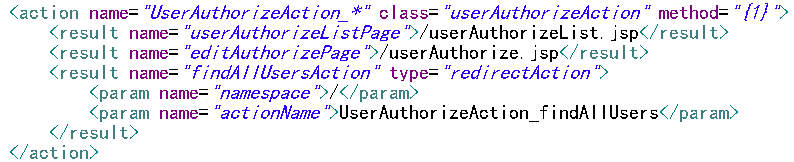 <action name="UserAuthorizeAction_*" class="userAuthorizeAction" method="{1}">
<result name="userAuthorizeListPage">/userAuthorizeList.jsp</result>
<result name="editAuthorizePage">/userAuthorize.jsp</result>
<result name="findAllUsersAction" type="redirectAction">
<param name="namespace">/</param>
<param name="actionName">UserAuthorizeAction_findAllUsers</param>
</result>
</action>